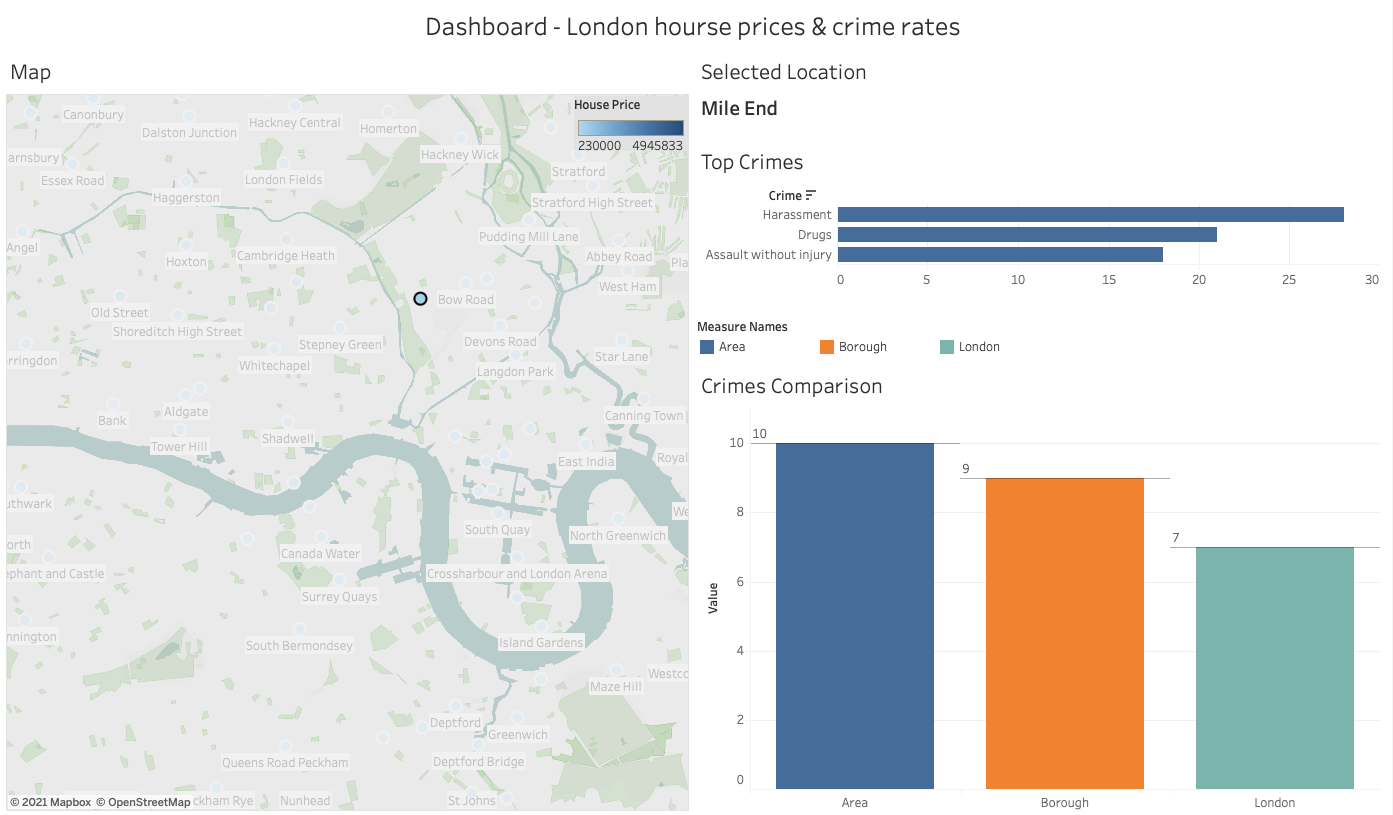 Dashboard - London hourse prices & crime rates
Map
House Price
230000 4945833
Canonbury
Dalston Junction
Hackney Central
Homerton
Hackney Wick
arnsbury
Essex Road
London Fields
Stratford
Haggerston
Stratford High Street
Angel
Hoxton
Cambridge Heath
Pudding Mill Lane
Abbey Road
Pla
West Ham
Old Street
Bow Road
Shoreditch High Street
Stepney Green
Devons Road
rringdon
Whitechapel
Langdon Park
Star Lane
Bank
Aldgate
Canning Town
Tower Hill
Shadwell
East India
Royal
uthwark
We
South Quay
North Greenwich
orth
Canada Water
ephant and Castle
Crossharbour and London Arena
Surrey Quays
nnington
South Bermondsey
Island Gardens
Westco
Maze Hill
Deptford
Greenwich
Queens Road Peckham
Deptford Bridge
© 2021 Mapbox © OpenStreetMap
ckham Rye
Nunhead
St Johns
Selected Location
Mile End
Top Crimes
Crime
Harassment
Drugs
Assault without injury
0 5 10 15 20 25 30
Measure Names
Area Borough London
Crimes Comparison
10
9
7
10
8
6
4
2
0
Value
Area Borough London